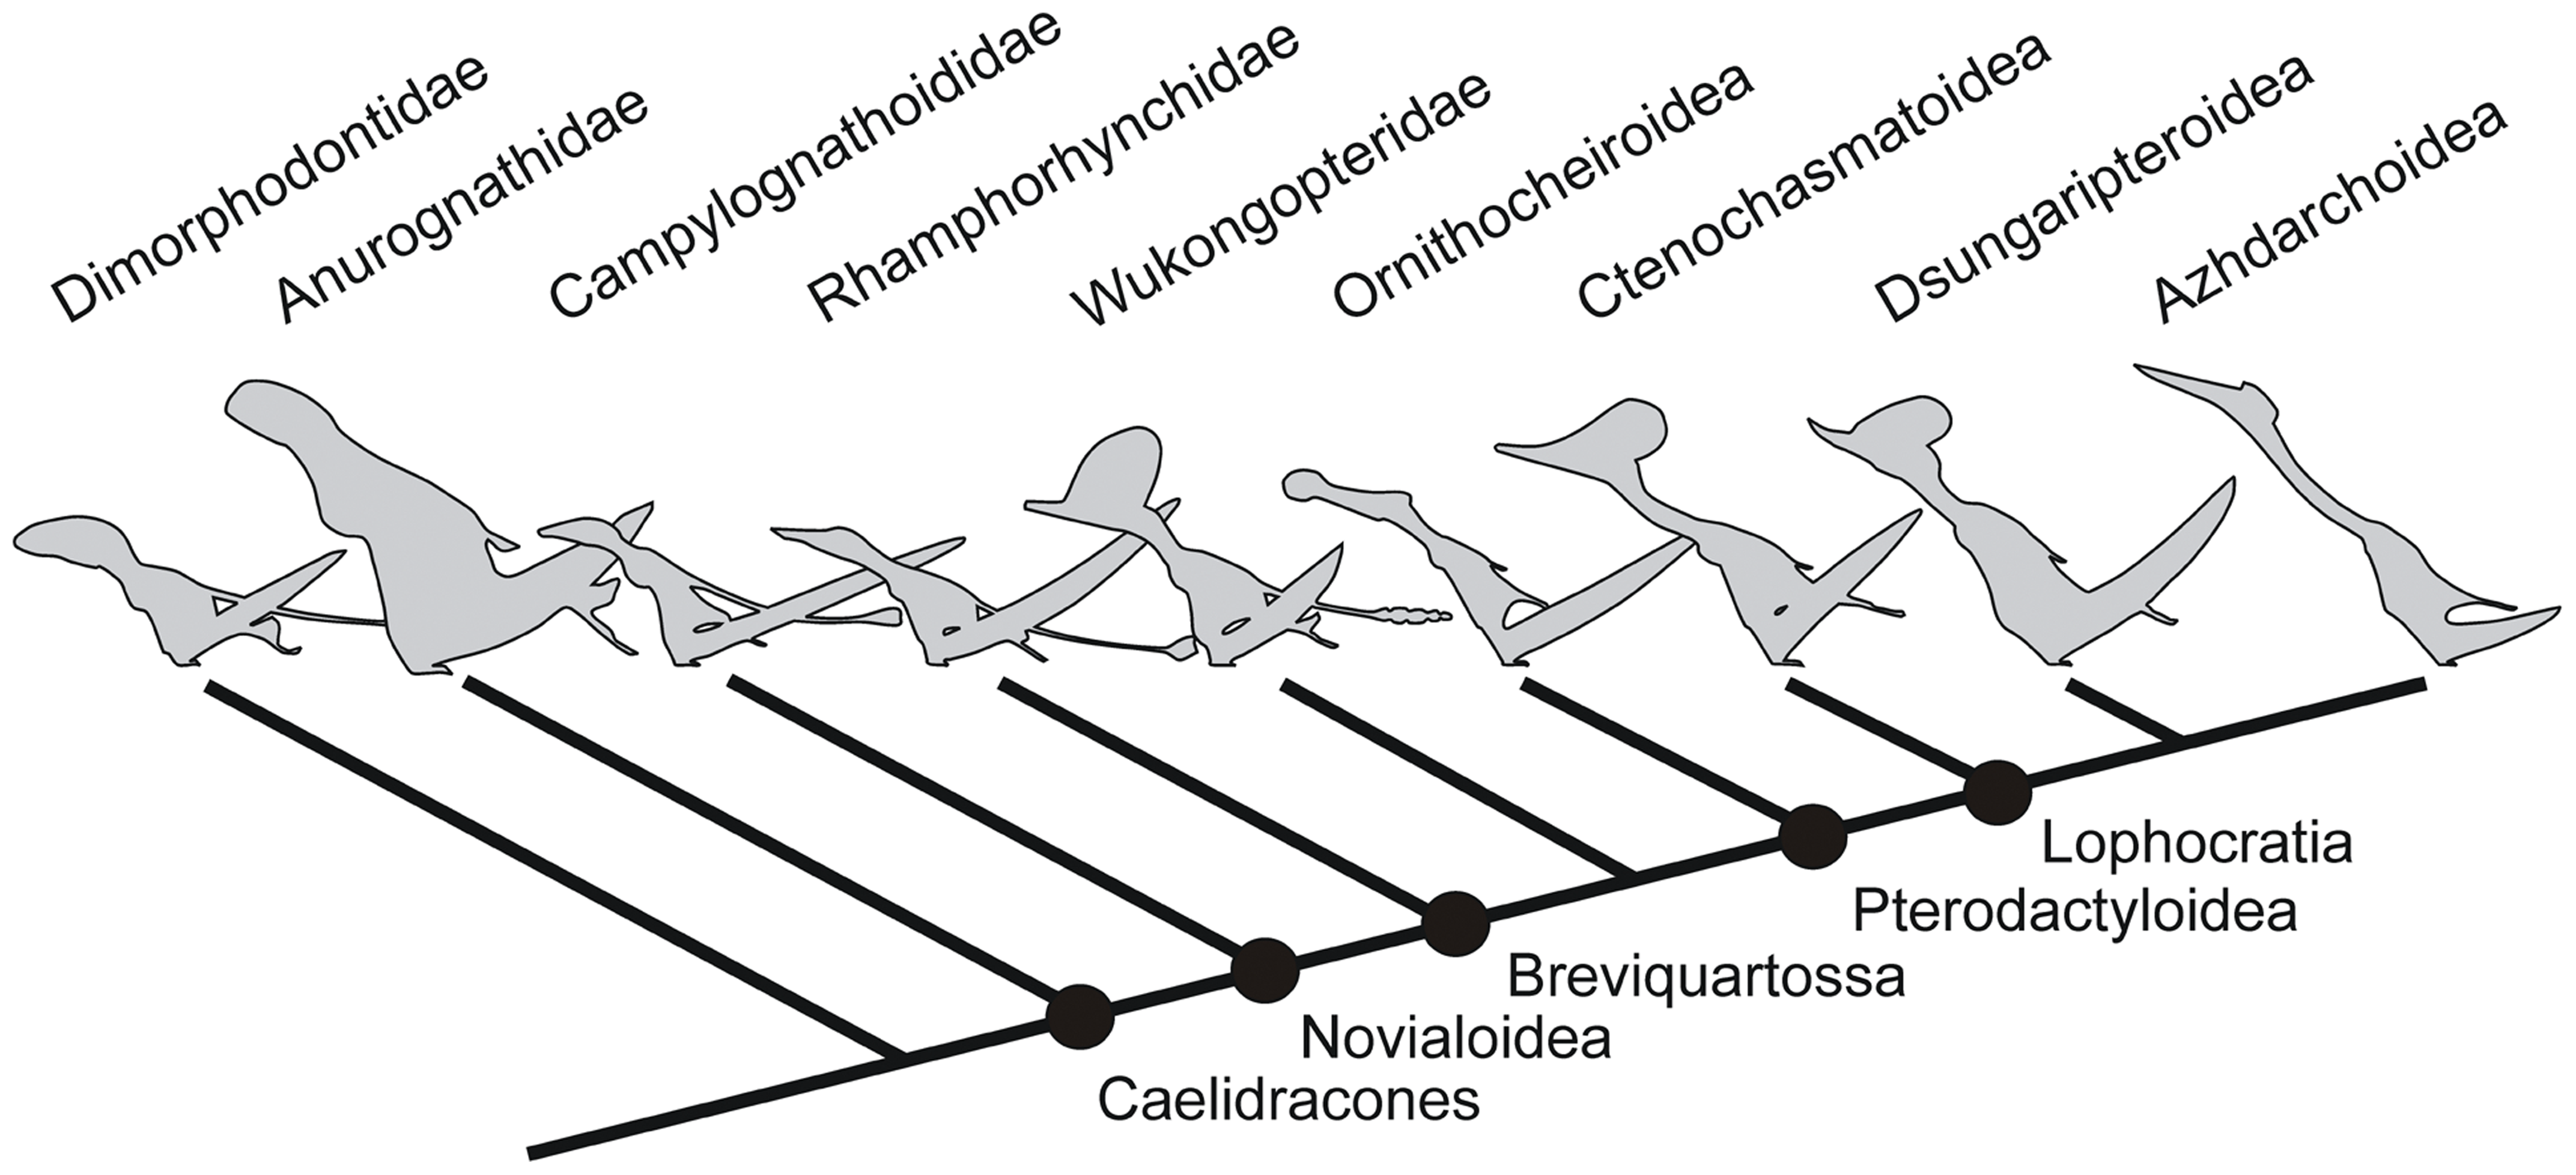 Dimorphodontidae
Anurognathidae
Campylognathoididae
Rhamphorhynchidae
Wukongopteridae
Ornithocheiroidea
Ctenochasmatoidea
Dsungaripteroidea
Azhdarchoidea
Lophocratia
Pterodactyloidea
Breviquartossa
Novialoidea
Caelidracones